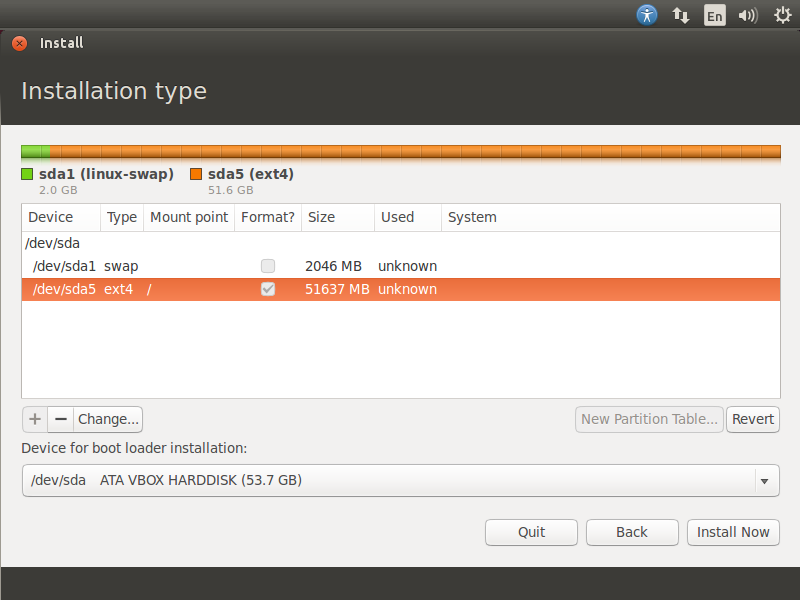 En
Install
Installation type
sda1 (linux-swap) sda5 (ext4)
2.0 GB 51.6 GB
Device Type Mount point Format? Size Used System
/dev/sda
/dev/sda1 swap 2046 MB unknown
/dev/sda5 ext4 / 51637 MB unknown
+ − Change... New Partition Table... Revert
Device for boot loader installation:
/dev/sda ATA VBOX HARDDISK (53.7 GB)
Quit Back Install Now